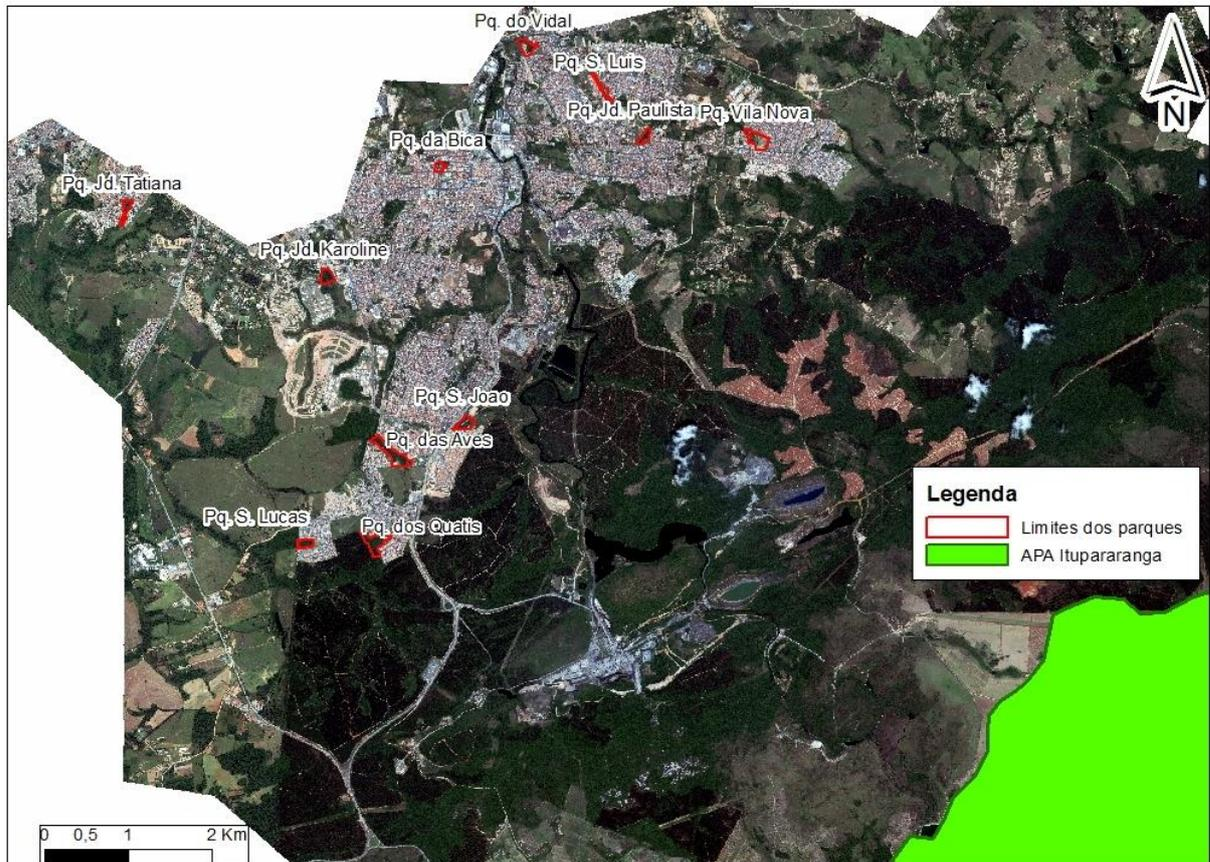 Pq. do Vidal
Pq. S. Luis
Pq. Jd. Paulista
Pq. Vila Nova
Pq. da Bica
Pq. Jd. Tatiana
Pq. Jd. Karoline
Pq. S. Joao
Pq. das Aves
Pq. S. Lucas
Pq. dos Quatis
N
Legenda
Limites dos parques
APA Itupararanga
0 0,5 1 2 Km